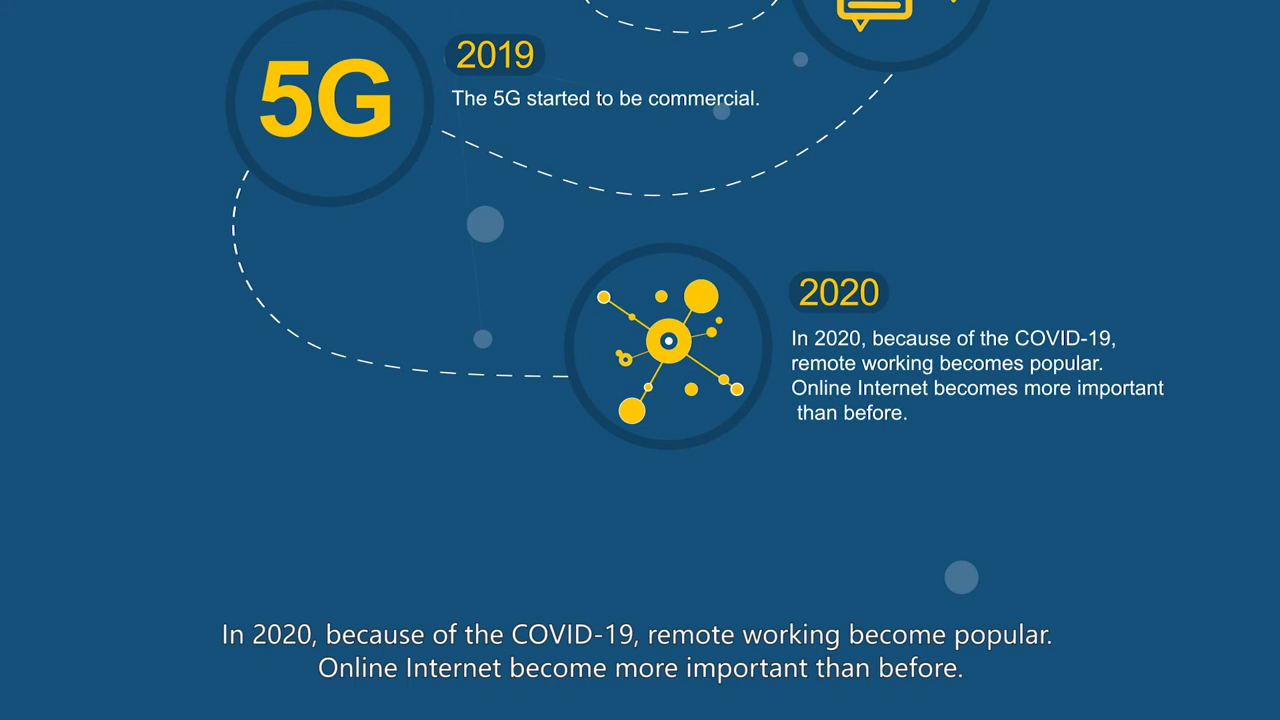 5G
2019
The 5G started to be commercial.
2020
In 2020, because of the COVID-19,
remote working becomes popular.
Online Internet becomes more important
than before.
In 2020, because of the COVID-19, remote working become popular.
Online Internet become more important than before.